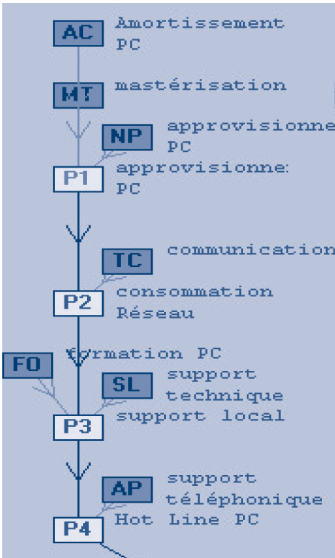 AC Amortissement
PC
MT mastérisation
NP approvisionne
PC
P1 approvisionne:
PC
TC communication
P2 consommation
Réseau
FO formation PC
SL support
technique
P3 support local
AP support
téléphonique
P4 Hot Line PC